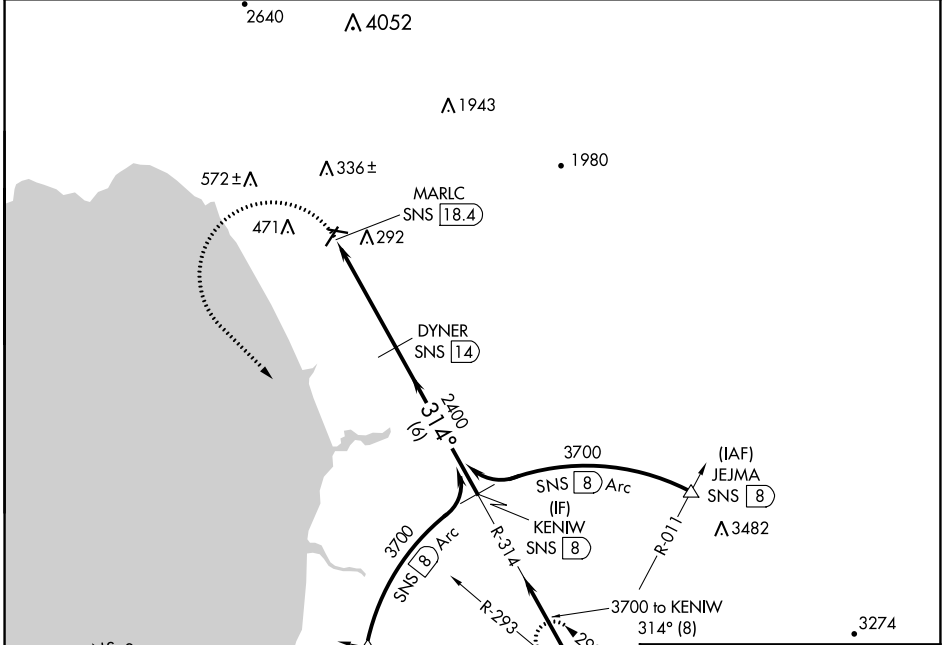 2640
4052
1943
1980
572±
336±
MARLC
SNS 18.4
471
292
DYNER
SNS 14
2400
314°
(6)
3700
SNS 8 Arc
(IAF)
JEJMA
SNS 8
3482
(IF)
KENIW
SNS 8
3700
SNS 8 Arc
R-314
R-011
R-293
3700 to KENIW
314° (8)
3274